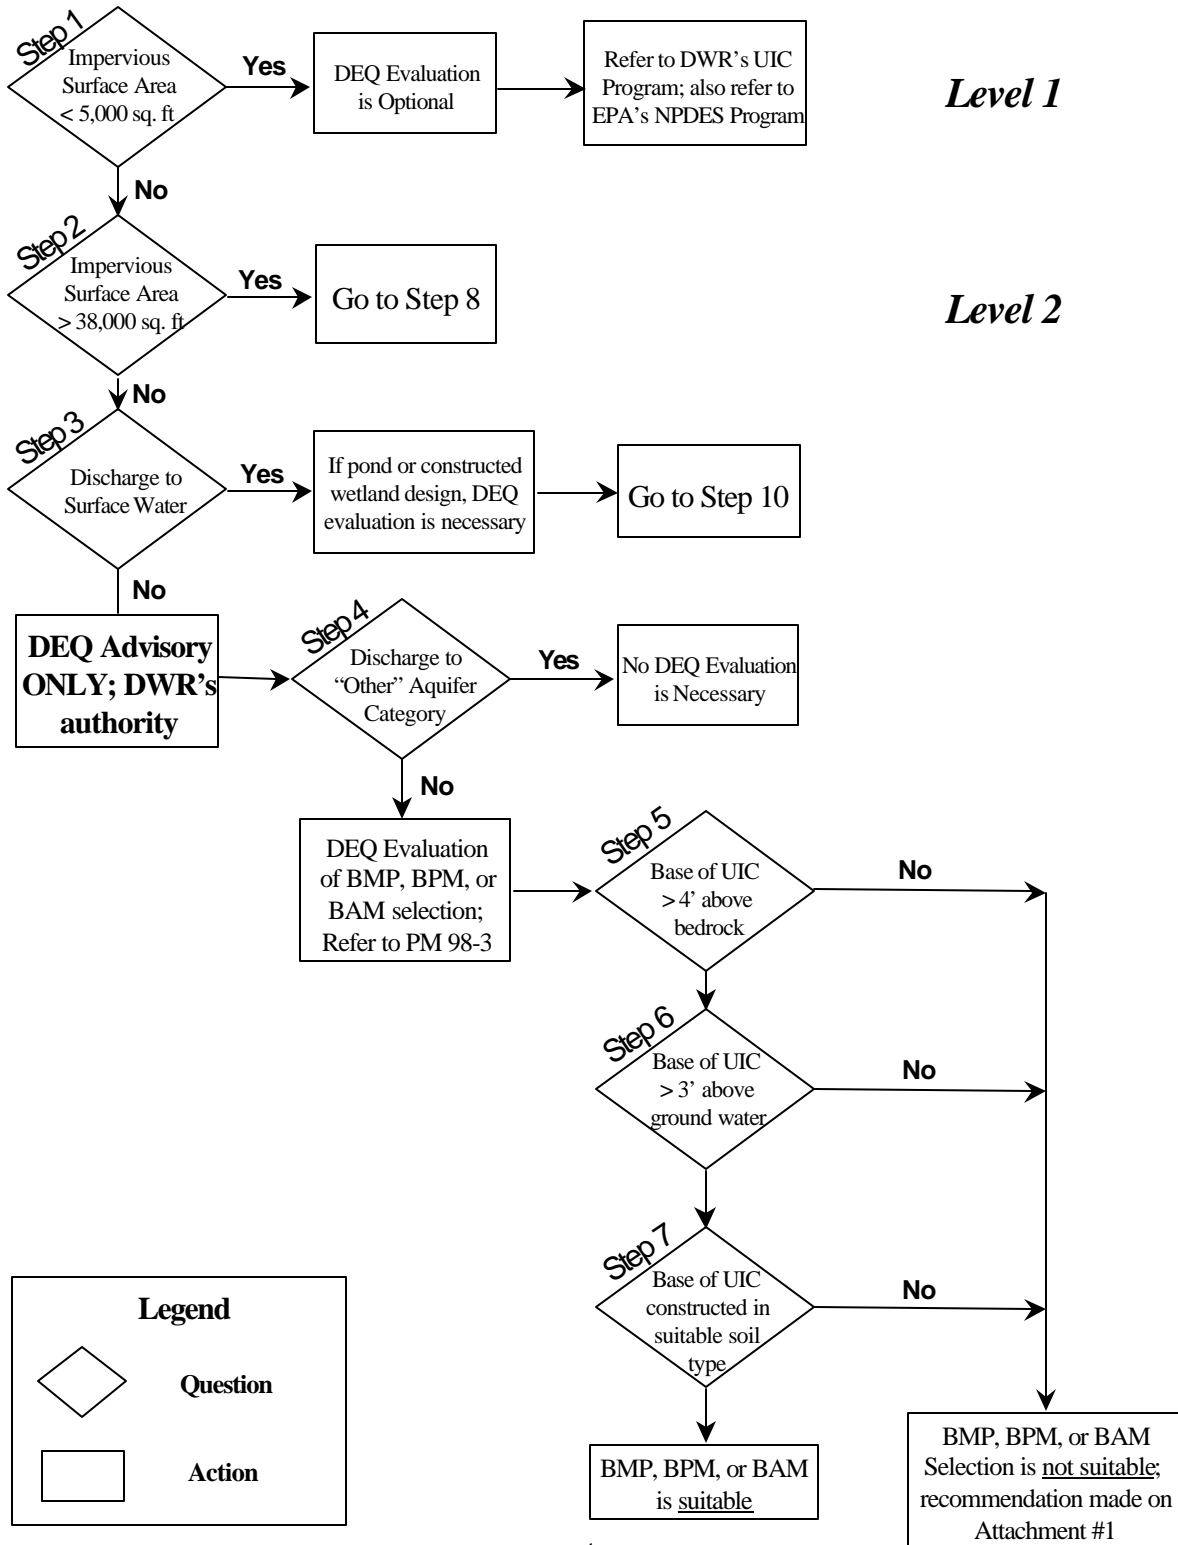 Step 1
Impervious
Surface Area
< 5,000 sq. ft
Yes
DEQ Evaluation
is Optional
Refer to DWR's UIC
Program; also refer to
EPA's NPDES Program
Level 1
No
Step 2
Impervious
Surface Area
> 38,000 sq. ft
Yes
Go to Step 8
Level 2
No
Step 3
Discharge to
Surface Water
Yes
If pond or constructed
wetland design, DEQ
evaluation is necessary
Go to Step 10
No
DEQ Advisory
ONLY; DWR's
authority
Step 4
Discharge to
“Other” Aquifer
Category
Yes
No DEQ Evaluation
is Necessary
No
DEQ Evaluation
of BMP, BPM, or
BAM selection;
Refer to PM 98-3
Step 5
Base of UIC
> 4’ above
bedrock
No
Step 6
Base of UIC
> 3’ above
ground water
No
Step 7
Base of UIC
constructed in
suitable soil
type
No
Legend
Question
Action
BMP, BPM, or BAM
is suitable
BMP, BPM, or BAM
Selection is not suitable;
recommendation made on
Attachment #1